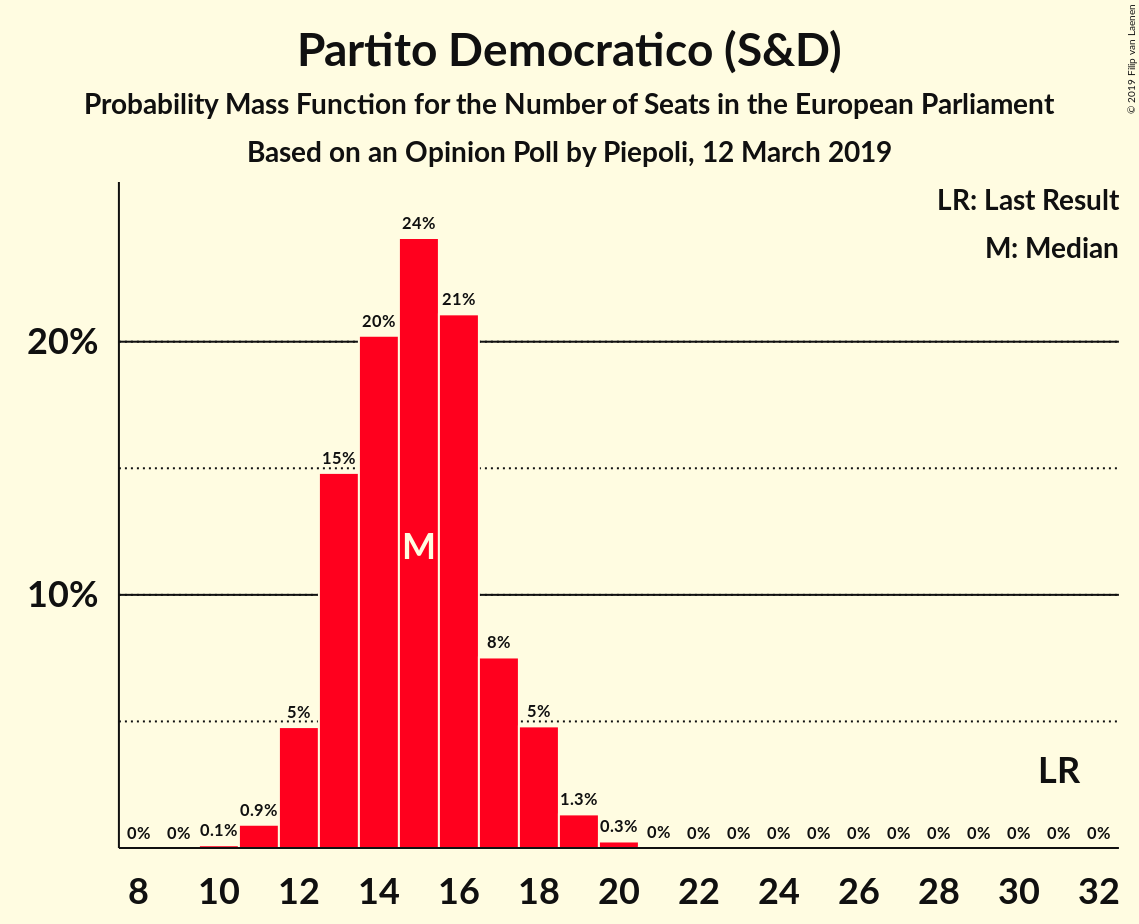 Partito Democratico (S&D)
Probability Mass Function for the Number of Seats in the European Parliament
Based on an Opinion Poll by Piepoli, 12 March 2019
© 2019 Filip van Laenen
LR: Last Result
M: Median
20%
10%
0% 0% 0.1% 0.9% 5% 15% 20% 24% 21% 8% 5% 1.3% 0.3% 0% 0% 0% 0% 0% 0% 0% 0% 0% 0% 0% 0%
M
LR
8 10 12 14 16 18 20 22 24 26 28 30 32